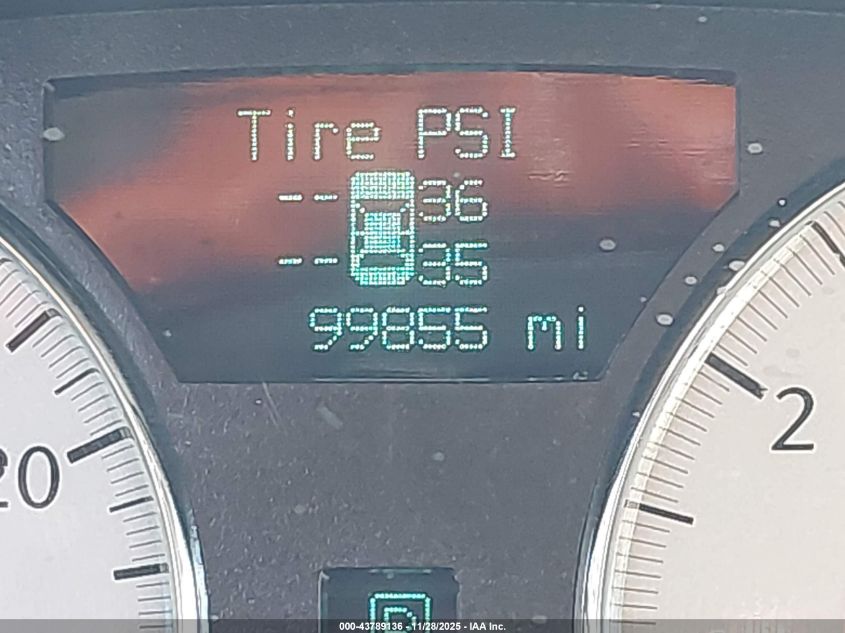 Tire PSI
-- 36
-- 35
99855 mi
20
2
P
000-43789136 - 11/28/2025 - IAA Inc.